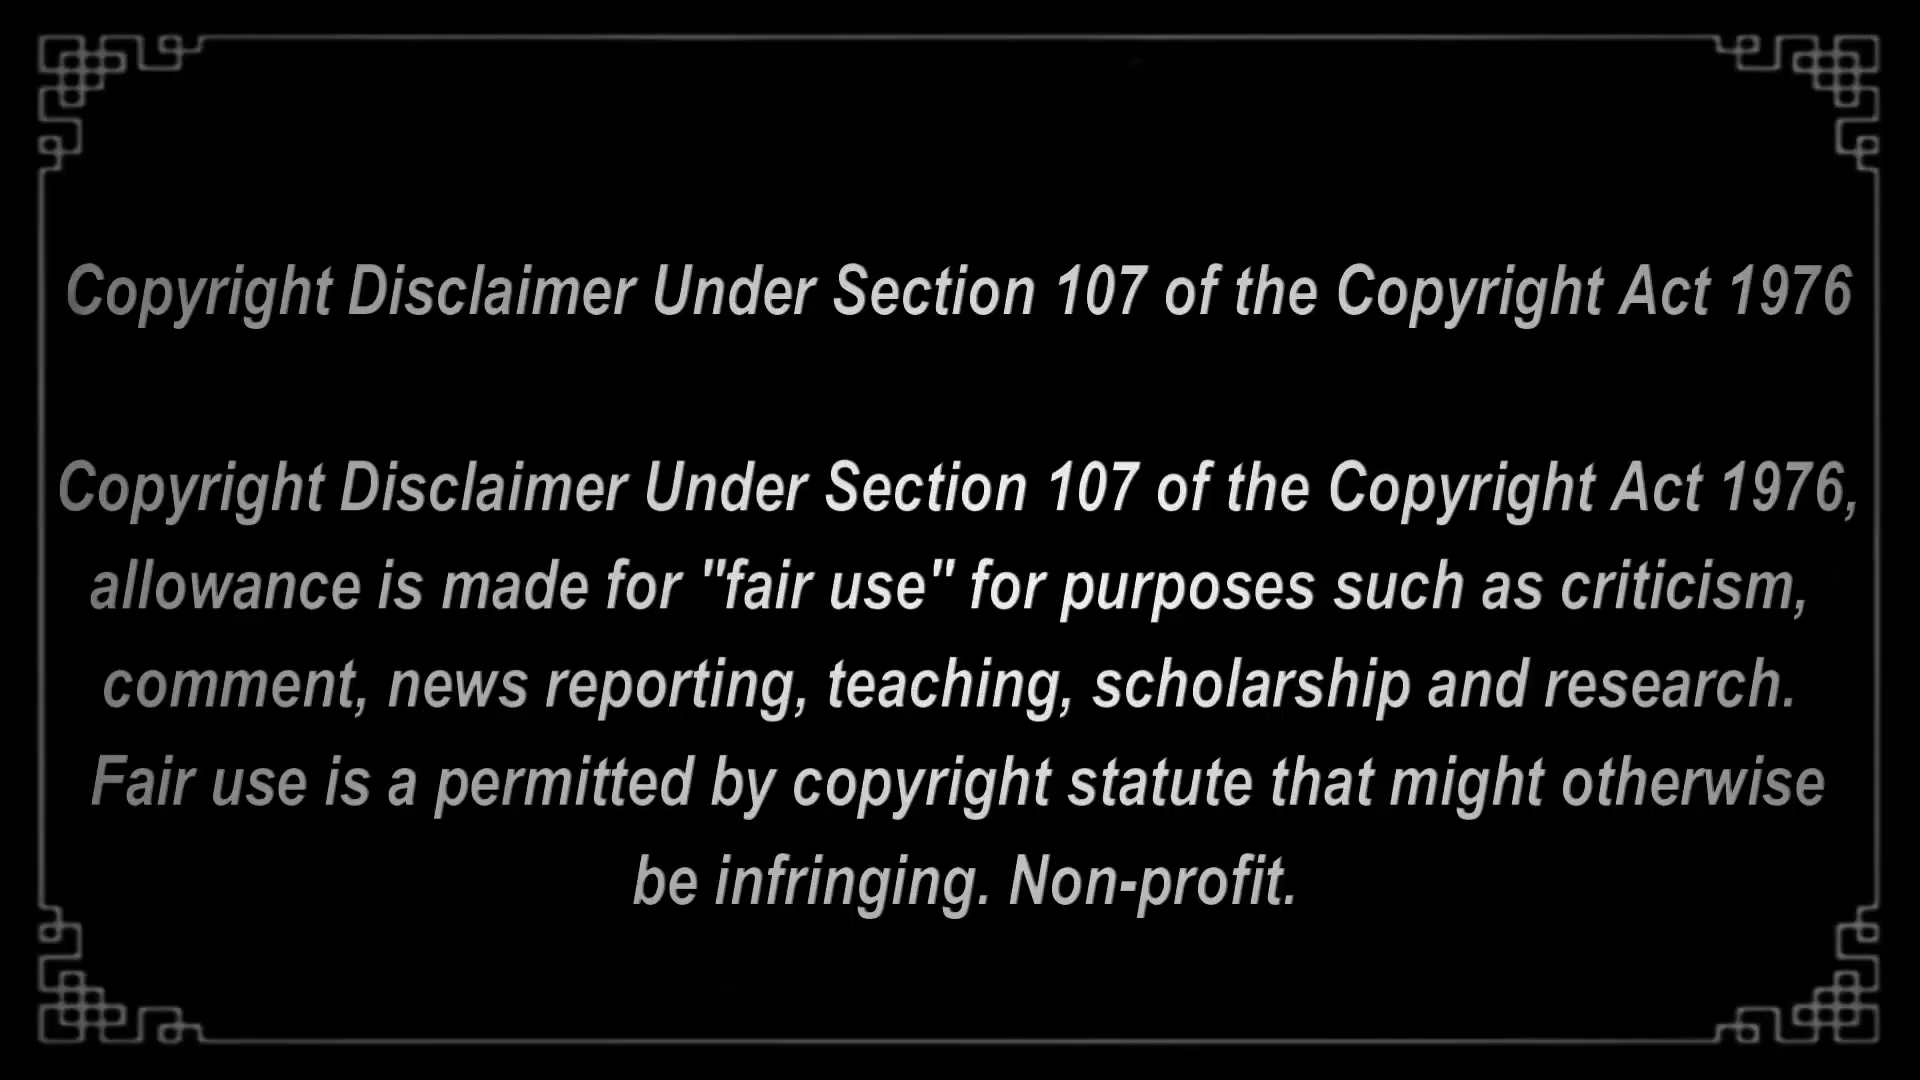 Copyright Disclaimer Under Section 107 of the Copyright Act 1976
Copyright Disclaimer Under Section 107 of the Copyright Act 1976,
allowance is made for "fair use" for purposes such as criticism,
comment, news reporting, teaching, scholarship and research.
Fair use is a permitted by copyright statute that might otherwise
be infringing. Non-profit.